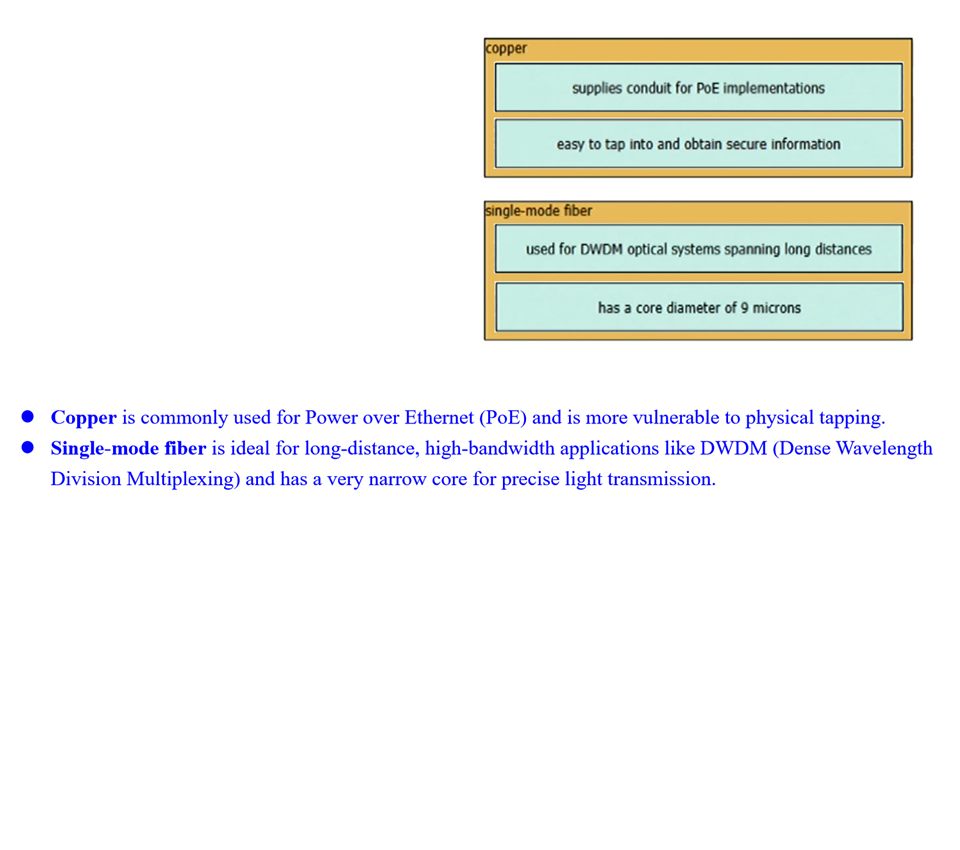 copper
supplies conduit for PoE implementations
easy to tap into and obtain secure information
single-mode fiber
used for DWDM optical systems spanning long distances
has a core diameter of 9 microns
● Copper is commonly used for Power over Ethernet (PoE) and is more vulnerable to physical tapping.
● Single-mode fiber is ideal for long-distance, high-bandwidth applications like DWDM (Dense Wavelength
Division Multiplexing) and has a very narrow core for precise light transmission.